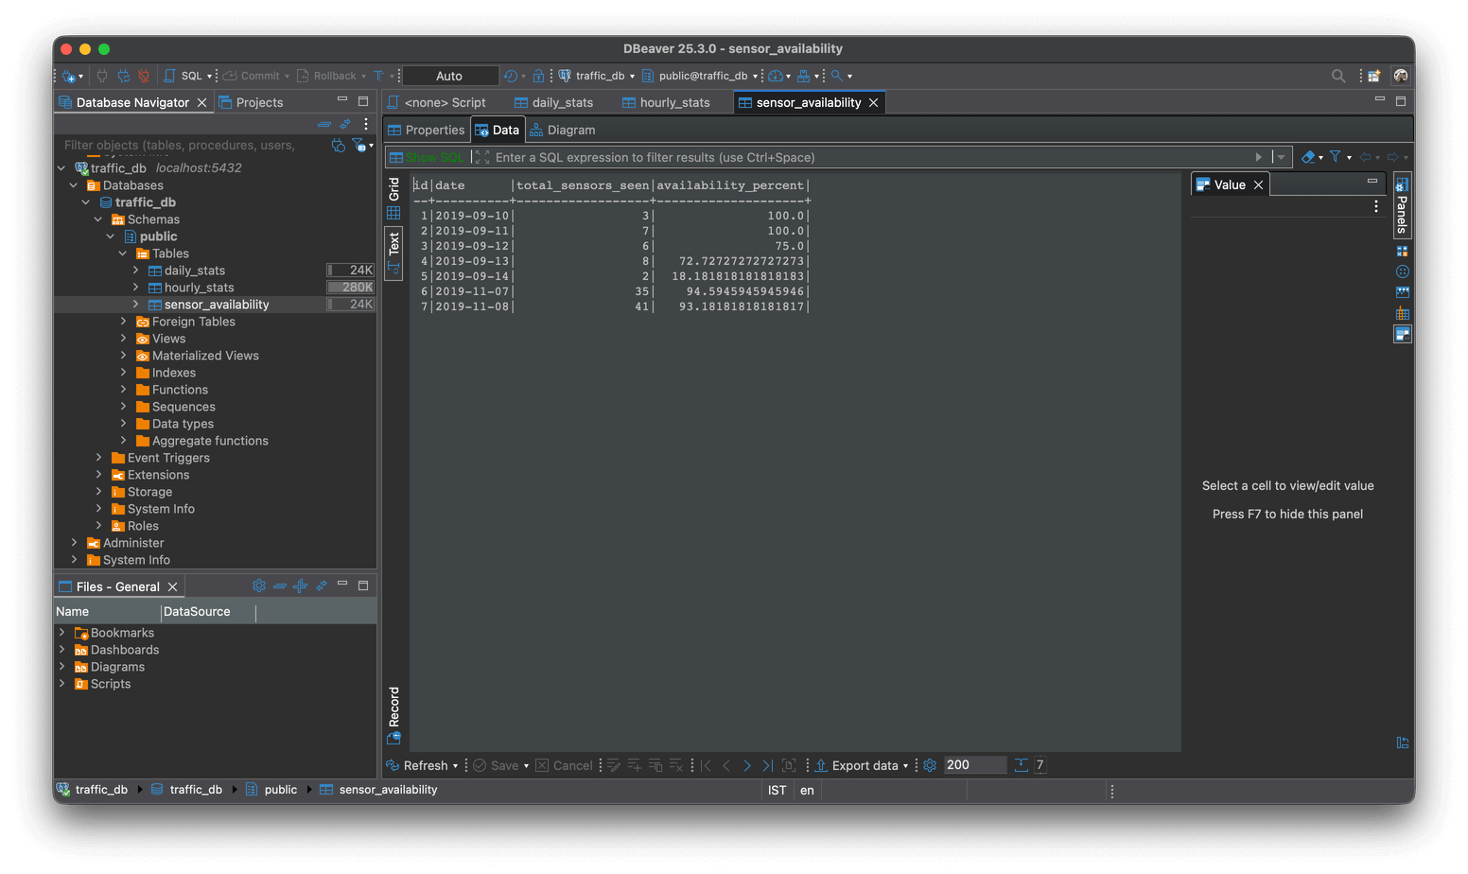 DBeaver 25.3.0 - sensor_availability
SQL Commit Rollback T Auto traffic_db public@traffic_db
Database Navigator Projects
<none> Script daily_stats hourly_stats sensor_availability
Properties Data Diagram
Filter objects (tables, procedures, users,
Show SQL Enter a SQL expression to filter results (use Ctrl+Space)
traffic_db localhost:5432
Databases
traffic_db
Schemas
public
Tables
daily_stats 24K
hourly_stats 280K
sensor_availability 24K
Foreign Tables
Views
Materialized Views
Indexes
Functions
Sequences
Data types
Aggregate functions
Event Triggers
Extensions
Storage
System Info
Roles
Administer
System Info
Grid
Text
Record
id|date |total_sensors_seen|availability_percent|
--+----------+------------------+--------------------+
1|2019-09-10| 3| 100.0|
2|2019-09-11| 7| 100.0|
3|2019-09-12| 6| 75.0|
4|2019-09-13| 8| 72.72727272727273|
5|2019-09-14| 2| 18.181818181818183|
6|2019-11-07| 35| 94.5945945945946|
7|2019-11-08| 41| 93.18181818181817|
Value
Panels
Select a cell to view/edit value
Press F7 to hide this panel
Files - General
Name DataSource
Bookmarks
Dashboards
Diagrams
Scripts
Refresh Save Cancel Export data 200 7
traffic_db traffic_db public sensor_availability IST en